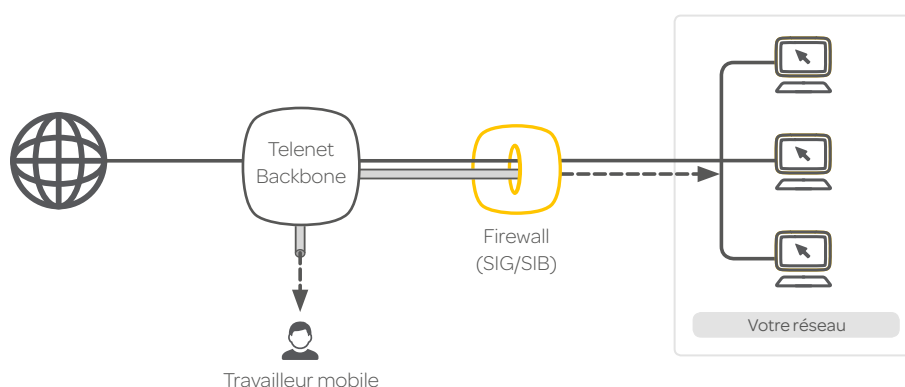 Telenet
Backbone
Firewall
(SIG/SIB)
Votre réseau
Travailleur mobile